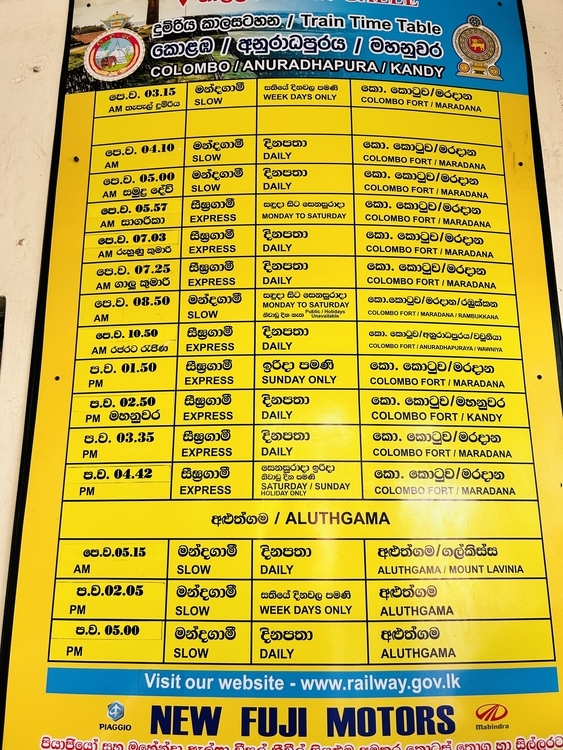 දුම්රිය කාලසටහන / Train Time Table
කොළඹ / අනුරාධපුරය / මහනුවර
COLOMBO / ANURADHAPURA / KANDY
පෙ.ව. 03.15 මන්දගාමී සතියේ දිනවල පමණි කො. කොටුව/මරදාන
AM තැපැල් දුම්රිය SLOW WEEK DAYS ONLY COLOMBO FORT / MARADANA
පෙ.ව. 04.10 මන්දගාමී දිනපතා කො. කොටුව/මරදාන
AM SLOW DAILY COLOMBO FORT / MARADANA
පෙ.ව. 05.00 මන්දගාමී දිනපතා කො. කොටුව/මරදාන
AM සමුද්‍ර දේවි SLOW DAILY COLOMBO FORT / MARADANA
පෙ.ව. 05.57 සීඝ්‍රගාමී සඳුදා සිට සෙනසුරාදා කො. කොටුව/මරදාන
AM සාගරිකා EXPRESS MONDAY TO SATURDAY COLOMBO FORT / MARADANA
පෙ.ව. 07.03 සීඝ්‍රගාමී දිනපතා කො. කොටුව/මරදාන
AM රුහුණු කුමාරි EXPRESS DAILY COLOMBO FORT / MARADANA
පෙ.ව. 07.25 සීඝ්‍රගාමී දිනපතා කො. කොටුව/මරදාන
AM ගාලු කුමාරි EXPRESS DAILY COLOMBO FORT / MARADANA
පෙ.ව. 08.50 මන්දගාමී සඳුදා සිට සෙනසුරාදා කො.කොටුව/මරදාන/රඹුක්කන
AM SLOW MONDAY TO SATURDAY COLOMBO FORT / MARADANA / RAMBUKKANA
නිවාඩු දින නැත Public / Holidays Unavailable
පෙ.ව. 10.50 සීඝ්‍රගාමී දිනපතා කො. කොටුව/අනුරාධපුරය/වවුනියා
AM රජරට රැජිණ EXPRESS DAILY COLOMBO FORT / ANURADHAPURAYA / WAWNIYA
ප.ව. 01.50 සීඝ්‍රගාමී ඉරිදා පමණි කො. කොටුව/මරදාන
PM EXPRESS SUNDAY ONLY COLOMBO FORT / MARADANA
ප.ව. 02.50 සීඝ්‍රගාමී දිනපතා කො. කොටුව/මහනුවර
PM මහනුවර EXPRESS DAILY COLOMBO FORT / KANDY
ප.ව. 03.35 සීඝ්‍රගාමී දිනපතා කො. කොටුව/මරදාන
PM EXPRESS DAILY COLOMBO FORT / MARADANA
ප.ව. 04.42 සීඝ්‍රගාමී සෙනසුරාදා ඉරිදා කො. කොටුව/මරදාන
නිවාඩු දින පමණි
PM EXPRESS SATURDAY / SUNDAY COLOMBO FORT / MARADANA
HOLIDAY ONLY
අළුත්ගම / ALUTHGAMA
පෙ.ව.05.15 මන්දගාමී දිනපතා අළුත්ගම/ගල්කිස්ස
AM SLOW DAILY ALUTHGAMA / MOUNT LAVINIA
ප.ව.02.05 මන්දගාමී සතියේ දිනවල පමණි අළුත්ගම
PM SLOW WEEK DAYS ONLY ALUTHGAMA
ප.ව. 05.00 මන්දගාමී දිනපතා අළුත්ගම
PM SLOW DAILY ALUTHGAMA
Visit our website - www.railway.gov.lk
PIAGGIO NEW FUJI MOTORS Mahindra